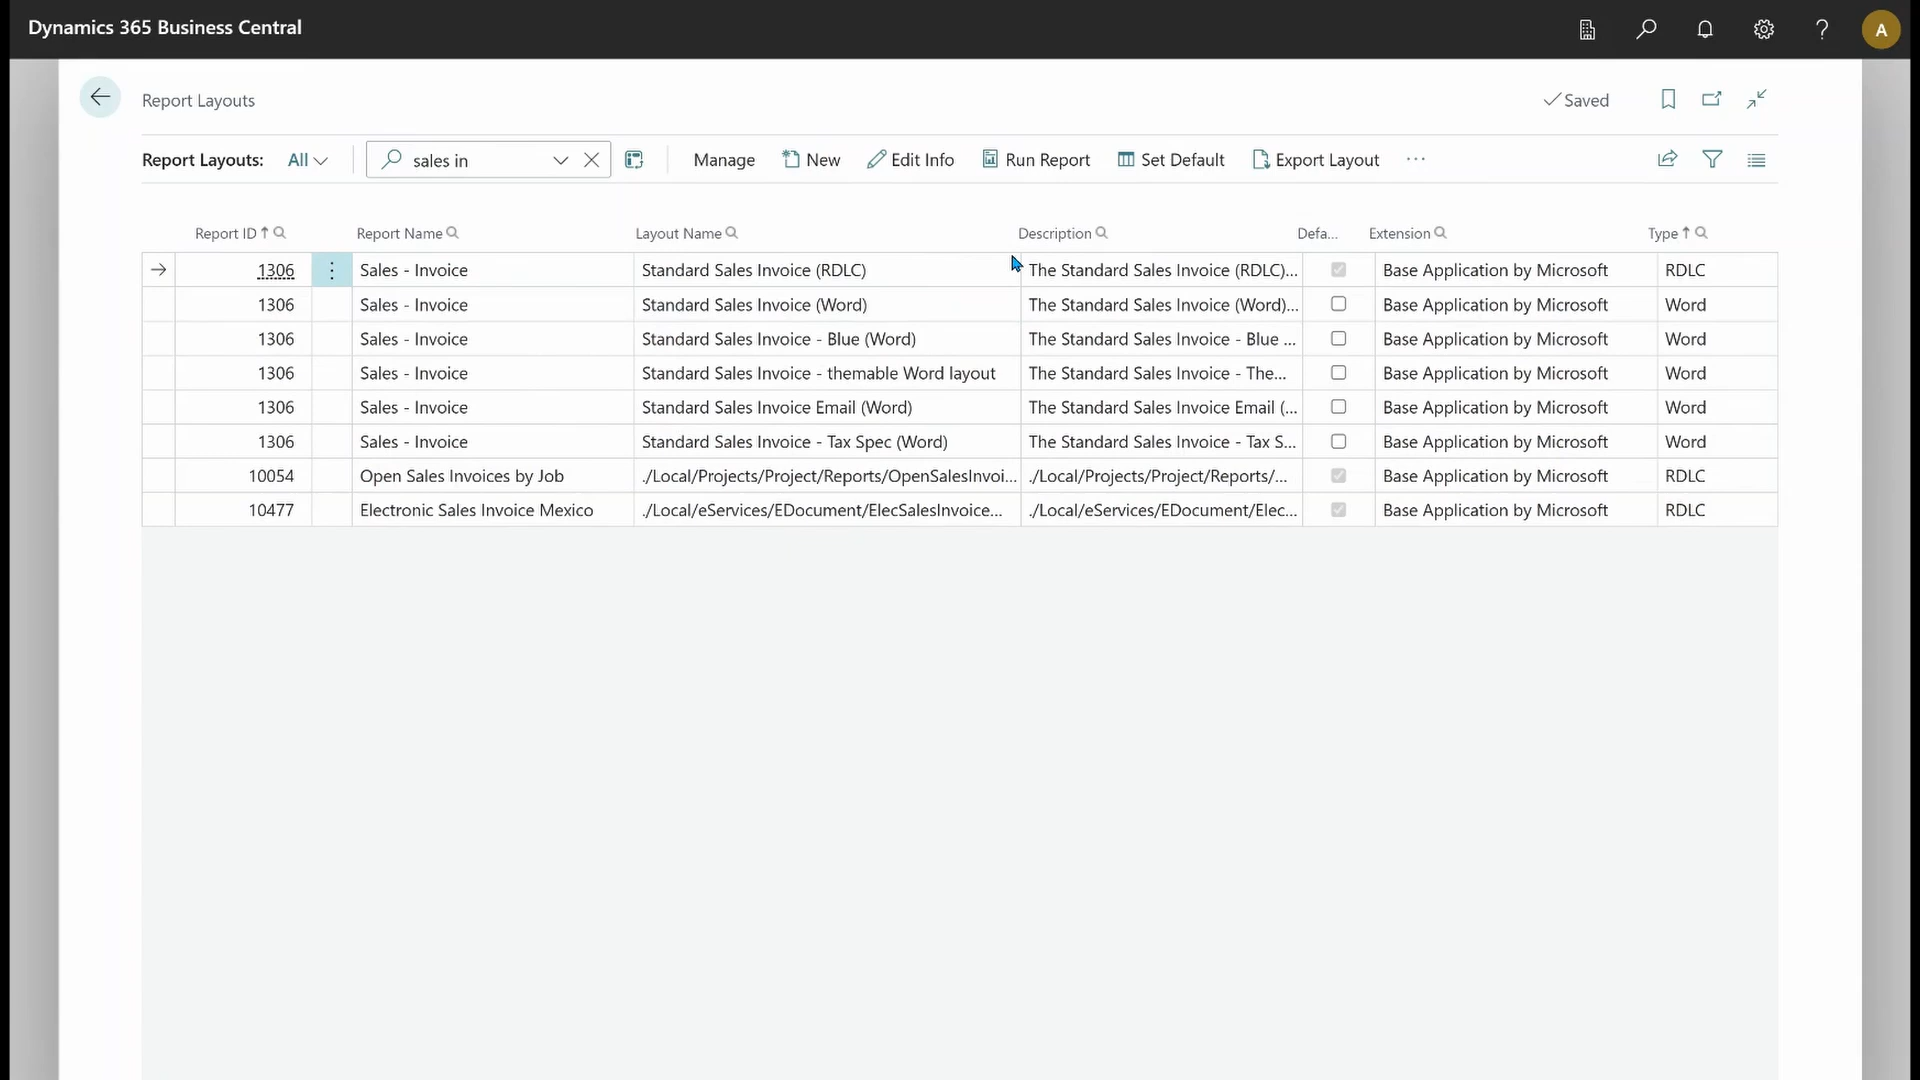 Dynamics 365 Business Central
A
Report Layouts
Saved
Report Layouts: All sales in Manage New Edit Info Run Report Set Default Export Layout ...
Report ID Report Name Layout Name Description Defa... Extension Type
1306 Sales - Invoice Standard Sales Invoice (RDLC) The Standard Sales Invoice (RDLC)... Base Application by Microsoft RDLC
1306 Sales - Invoice Standard Sales Invoice (Word) The Standard Sales Invoice (Word)... Base Application by Microsoft Word
1306 Sales - Invoice Standard Sales Invoice - Blue (Word) The Standard Sales Invoice - Blue ... Base Application by Microsoft Word
1306 Sales - Invoice Standard Sales Invoice - themable Word layout The Standard Sales Invoice - The... Base Application by Microsoft Word
1306 Sales - Invoice Standard Sales Invoice Email (Word) The Standard Sales Invoice Email (... Base Application by Microsoft Word
1306 Sales - Invoice Standard Sales Invoice - Tax Spec (Word) The Standard Sales Invoice - Tax S... Base Application by Microsoft Word
10054 Open Sales Invoices by Job ./Local/Projects/Project/Reports/OpenSalesInvoi... ./Local/Projects/Project/Reports/... Base Application by Microsoft RDLC
10477 Electronic Sales Invoice Mexico ./Local/eServices/EDocument/ElecSalesInvoice... ./Local/eServices/EDocument/Elec... Base Application by Microsoft RDLC